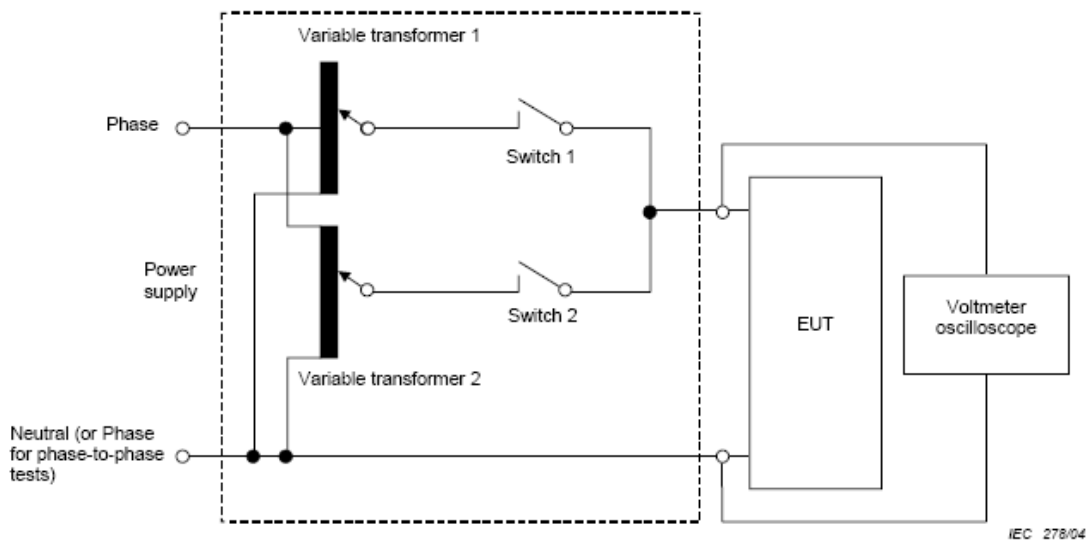 Variable transformer 1
Phase
Switch 1
Power
supply
Switch 2
EUT
Voltmeter
oscilloscope
Variable transformer 2
Neutral (or Phase
for phase-to-phase
tests)
IEC 278/04